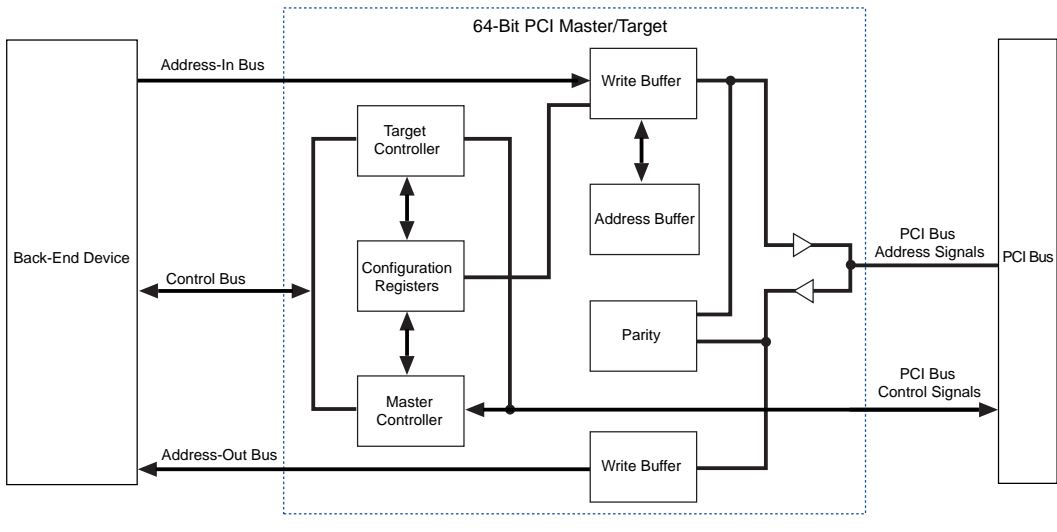 64-Bit PCI Master/Target
Address-In Bus
Write Buffer
Target
Controller
Address Buffer
Back-End Device
Control Bus
Configuration
Registers
PCI Bus
Address Signals
PCI Bus
Parity
Master
Controller
PCI Bus
Control Signals
Address-Out Bus
Write Buffer